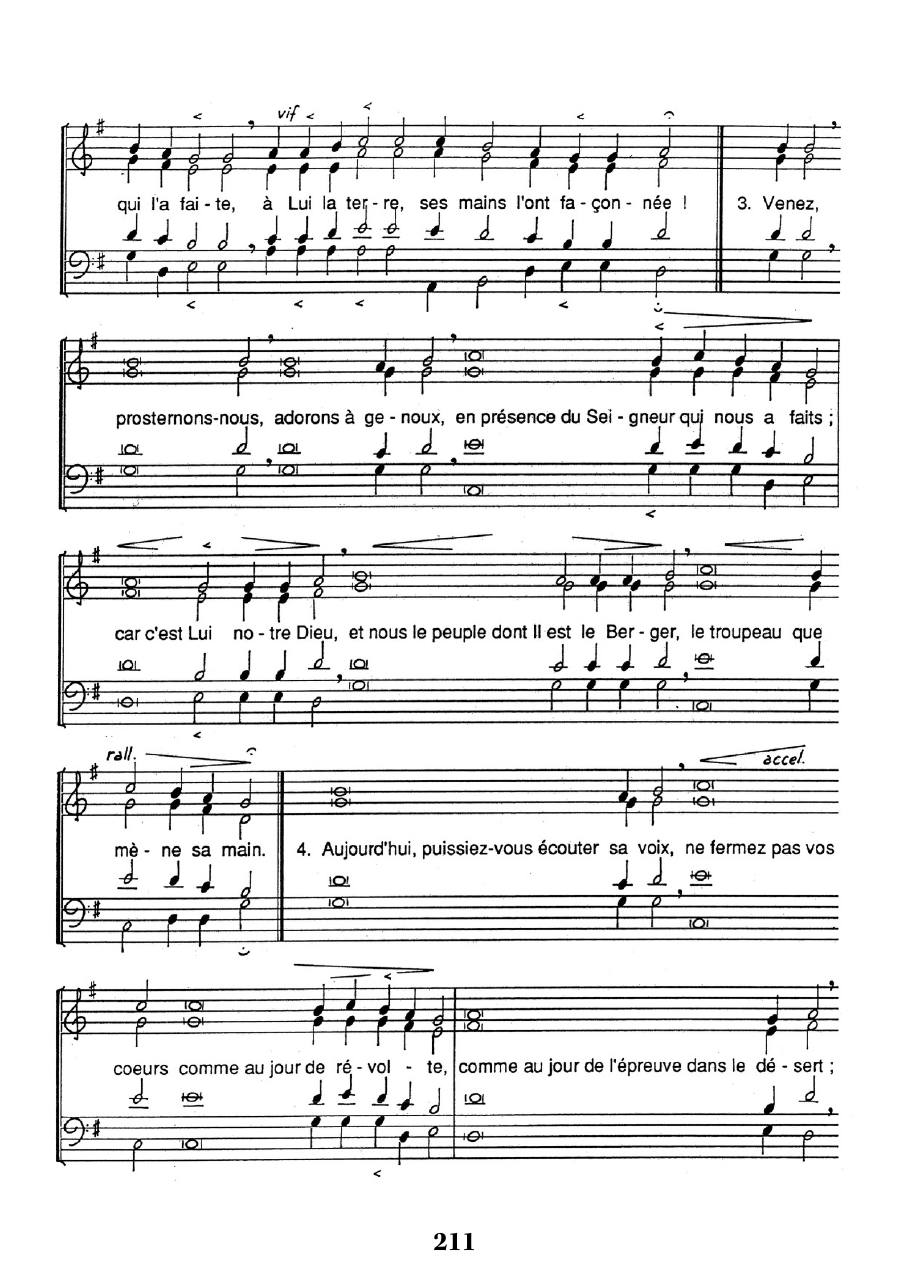 vif
qui l'a fai-te, à Lui la ter-re, ses mains l'ont fa-çon-née ! 3. Venez,
prosternons-nous, adorons à ge-noux, en présence du Sei-gneur qui nous a faits ;
car c'est Lui no-tre Dieu, et nous le peuple dont Il est le Ber-ger, le troupeau que
rall. accel.
mè-ne sa main. 4. Aujourd'hui, puissiez-vous écouter sa voix, ne fermez pas vos
coeurs comme au jour de ré-vol-te, comme au jour de l'épreuve dans le dé-sert ;
211